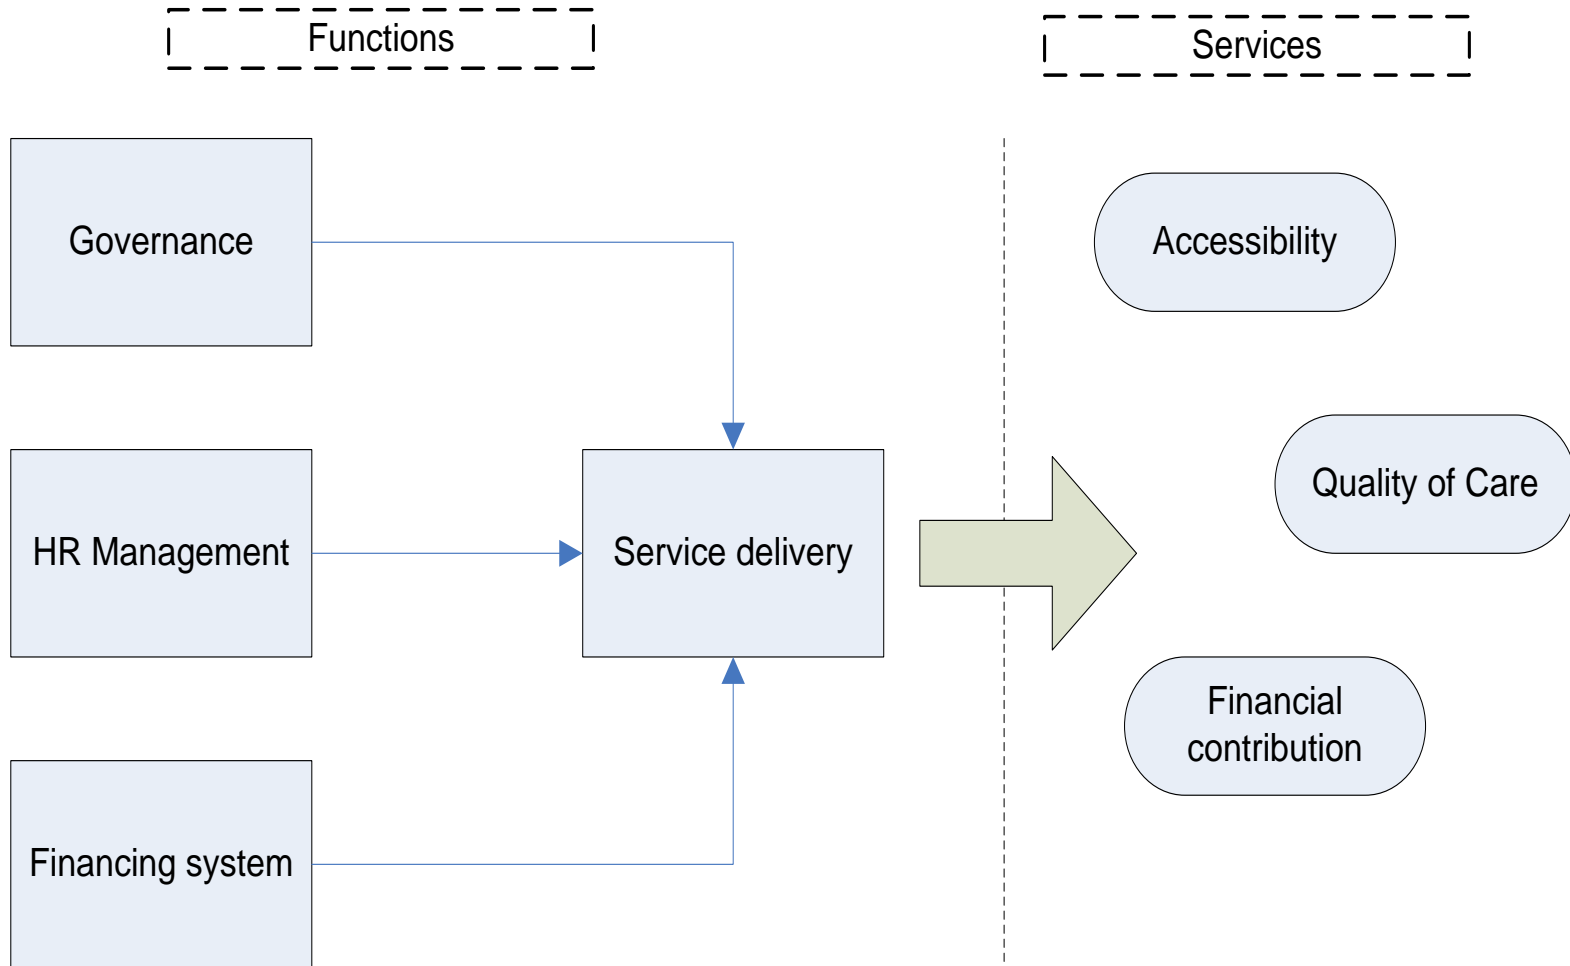 Functions
Services
Governance
Accessibility
HR Management
Service delivery
Quality of Care
Financial
contribution
Financing system